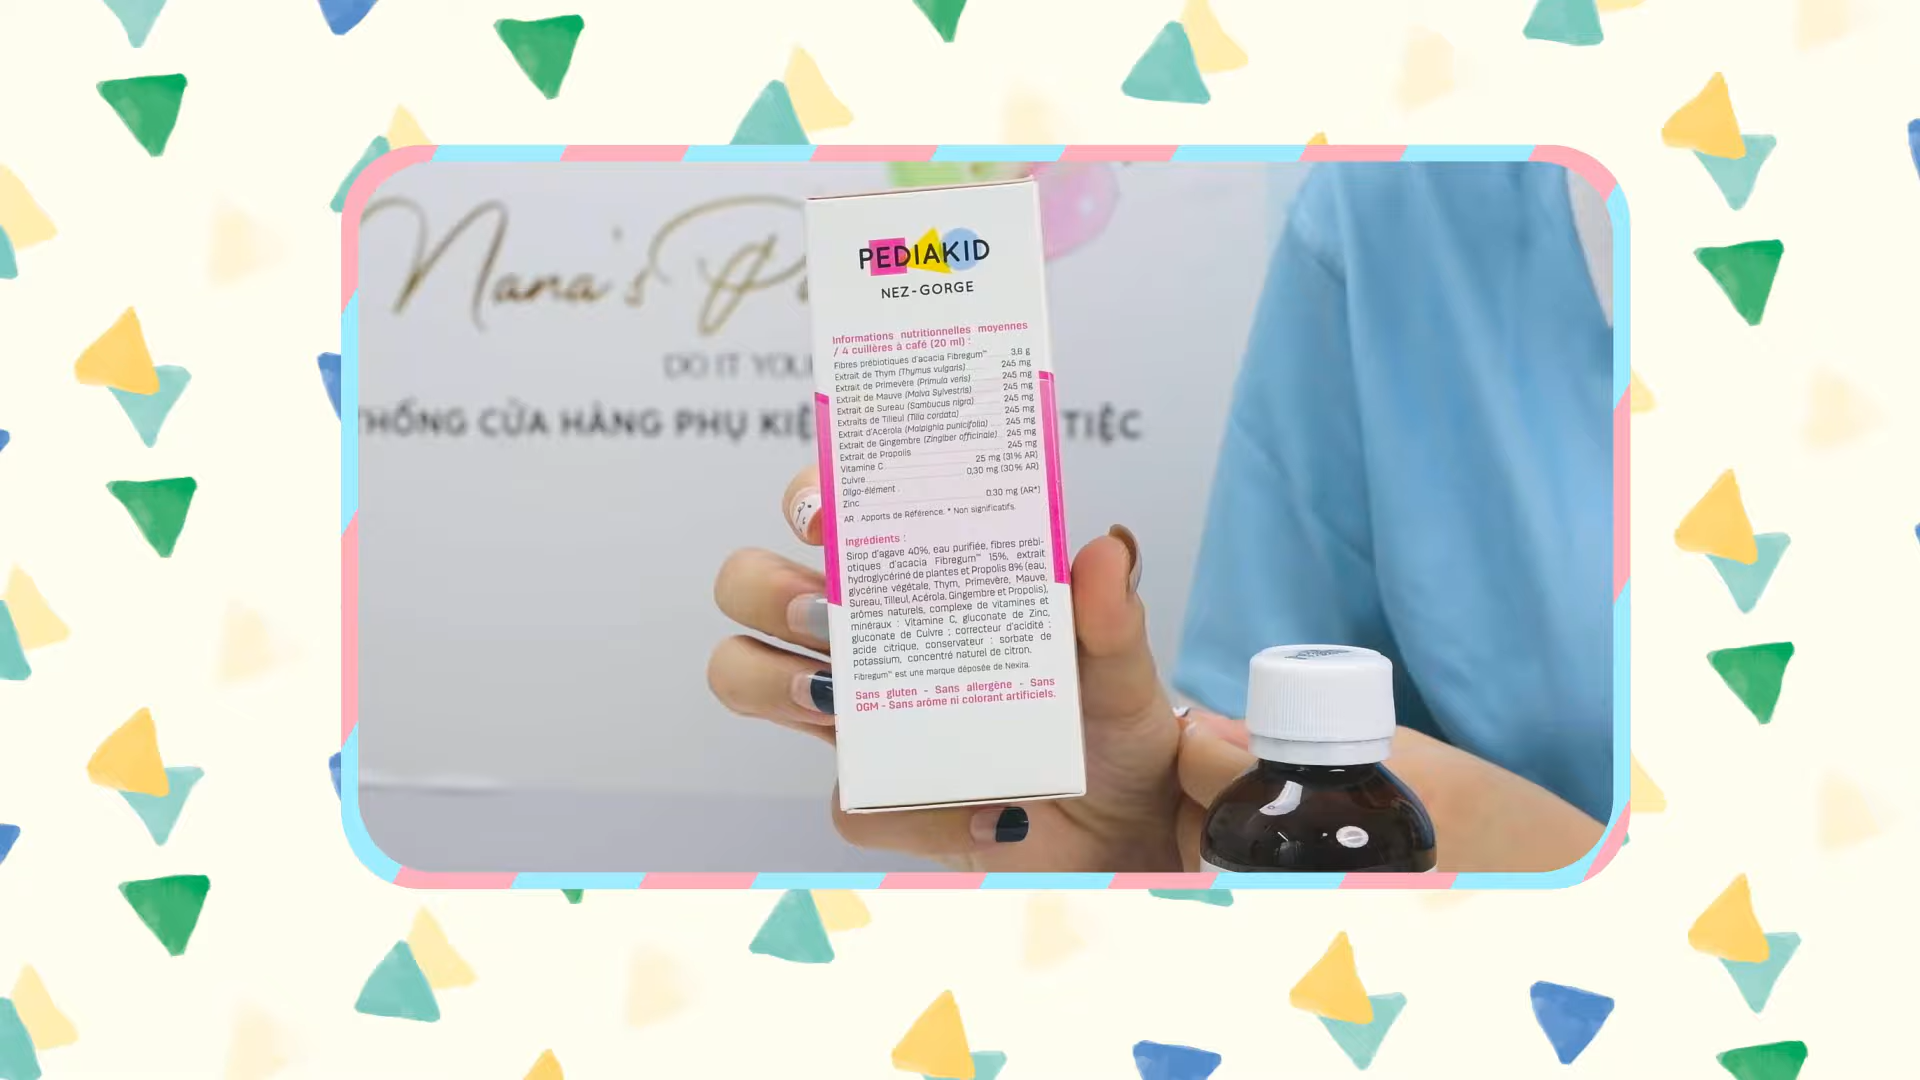 Nana's
DO IT YOU
THỐNG CỬA HÀNG PHỤ KIỆ
TIỆC
PEDIAKID
NEZ-GORGE
Informations nutritionnelles moyennes
/ 4 cuillères à café (20 ml) :
Fibres prébiotiques d'acacia Fibregum™ 3,6 g
Extrait de Thym (Thymus vulgaris) 245 mg
Extrait de Primevère (Primula veris) 245 mg
Extrait de Mauve (Malva Sylvestris) 245 mg
Extrait de Sureau (Sambucus nigra) 245 mg
Extraits de Tilleul (Tilia cordata) 245 mg
Extrait d'Acérola (Malpighia punicifolia) 245 mg
Extrait de Gingembre (Zingiber officinale) 245 mg
Extrait de Propolis 245 mg
Vitamine C 25 mg (31% AR)
Cuivre 0,30 mg (30% AR)
Oligo-élément
Zinc 0.30 mg (AR*)
AR : Apports de Référence. * Non significatifs.
Ingrédients :
Sirop d'agave 40%, eau purifiée, fibres prébi-
otiques d'acacia Fibregum™ 15%, extrait
hydroglycériné de plantes et Propolis 8% (eau,
glycérine végétale, Thym, Primevère, Mauve,
Sureau, Tilleul, Acérola, Gingembre et Propolis),
arômes naturels, complexe de vitamines et
minéraux : Vitamine C, gluconate de Zinc,
gluconate de Cuivre ; correcteur d'acidité :
acide citrique, conservateur : sorbate de
potassium, concentré naturel de citron.
Fibregum™ est une marque déposée de Nexira.
Sans gluten - Sans allergène - Sans
OGM - Sans arôme ni colorant artificiels.